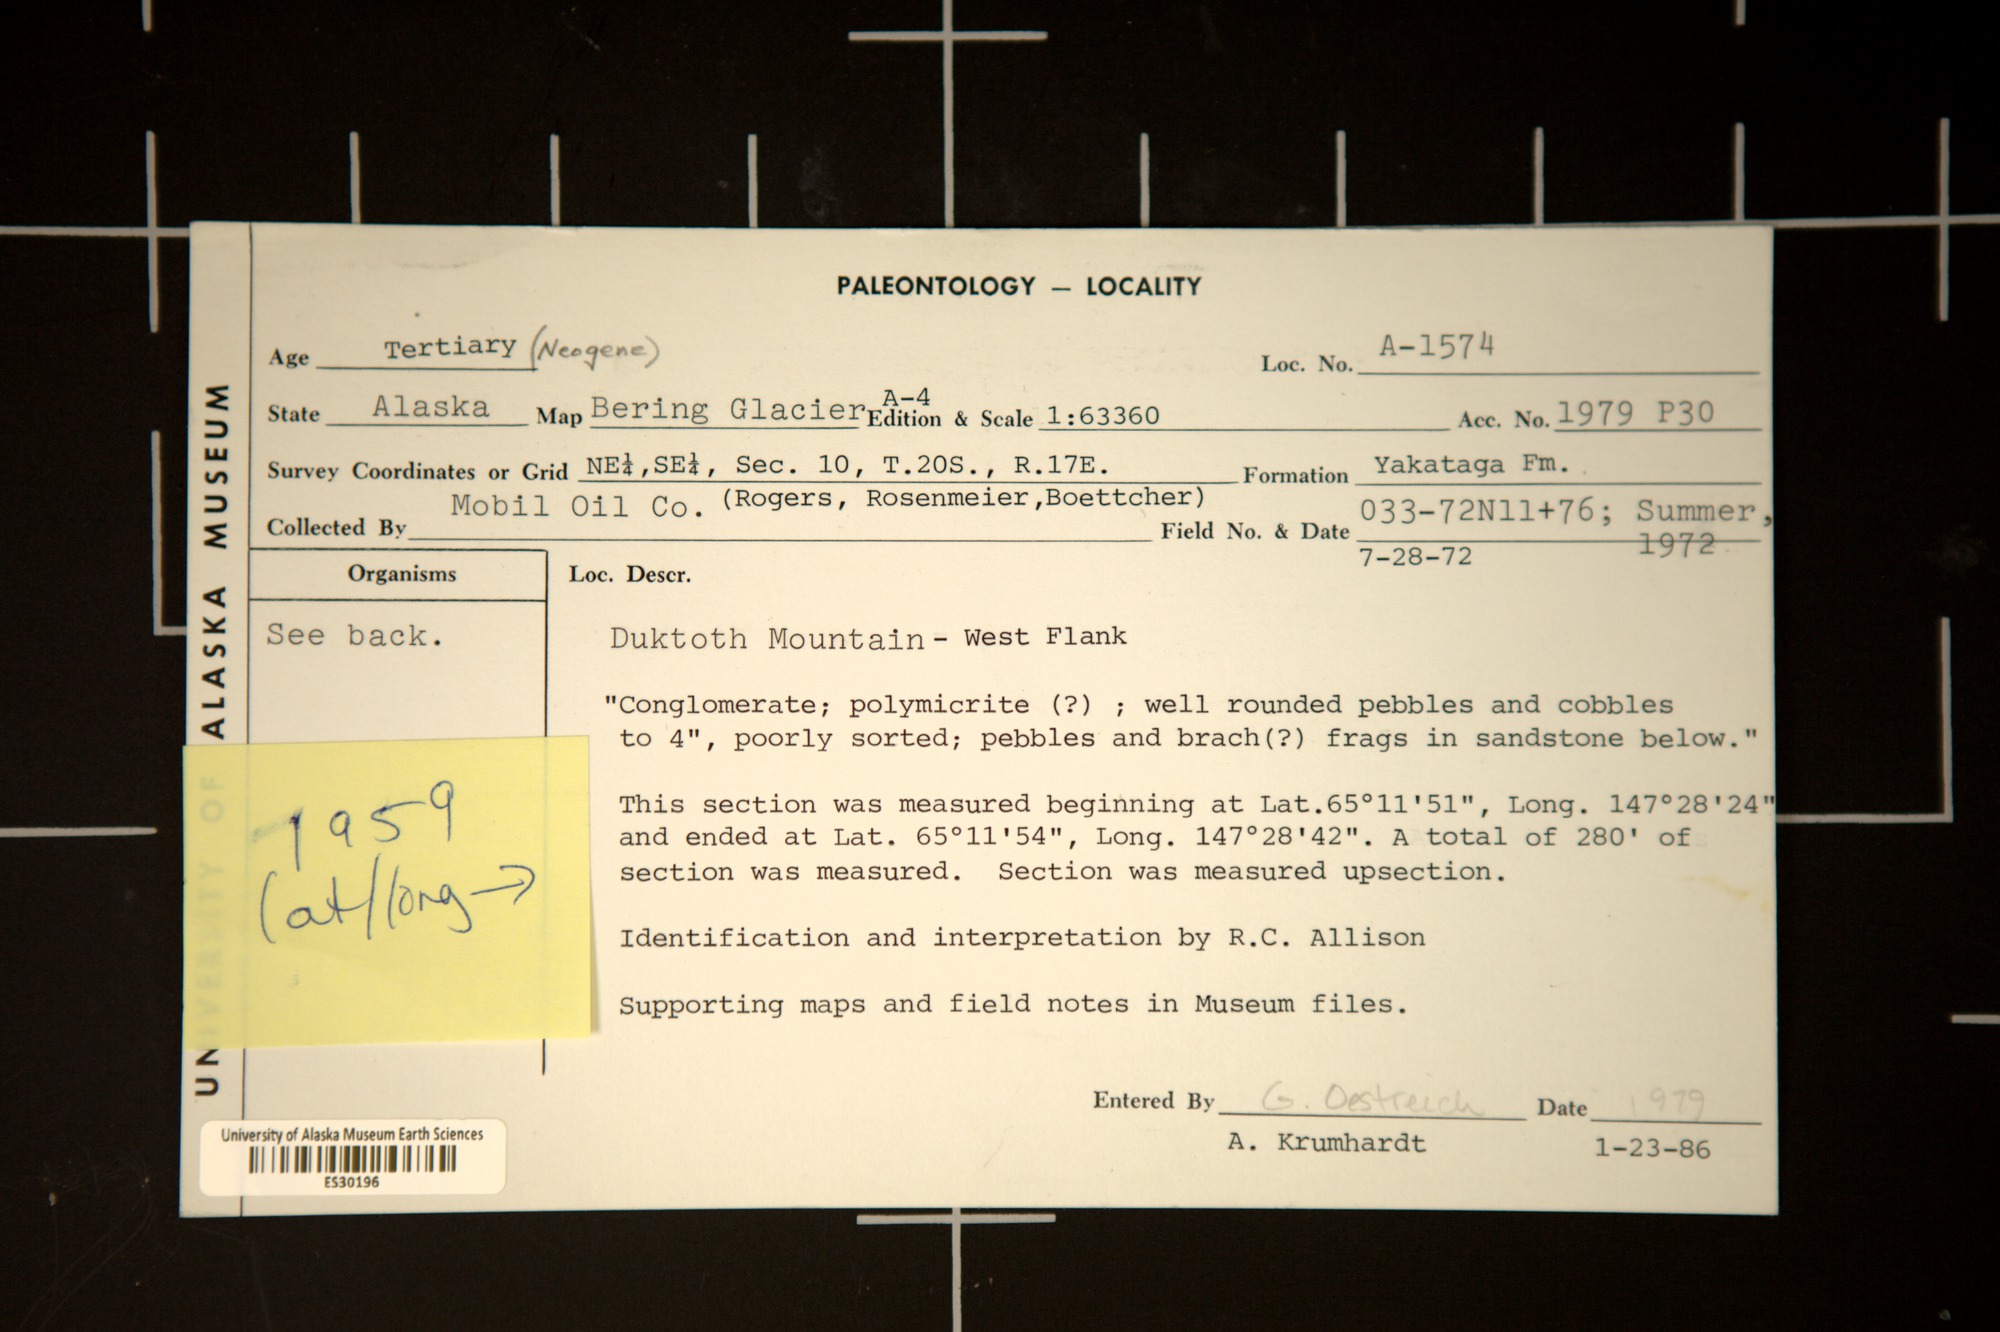 PALEONTOLOGY — LOCALITY
Age Tertiary (Neogene)
Loc. No. A-1574
State Alaska Map Bering Glacier A-4 Edition & Scale 1:63360 Acc. No. 1979 P30
Survey Coordinates or Grid NE¼,SE¼, Sec. 10, T.20S., R.17E. Formation Yakataga Fm.
Collected By Mobil Oil Co. (Rogers, Rosenmeier,Boettcher) Field No. & Date 033-72N11+76; Summer, 1972
7-28-72
Organisms
See back.
Loc. Descr.
Duktoth Mountain - West Flank
"Conglomerate; polymicrite (?) ; well rounded pebbles and cobbles
to 4", poorly sorted; pebbles and brach(?) frags in sandstone below."
This section was measured beginning at Lat.65°11'51", Long. 147°28'24"
and ended at Lat. 65°11'54", Long. 147°28'42". A total of 280' of
section was measured. Section was measured upsection.
Identification and interpretation by R.C. Allison
Supporting maps and field notes in Museum files.
Entered By G. Oestreich Date 1979
A. Krumhardt 1-23-86
UNIVERSITY OF ALASKA MUSEUM
1959
lat/long →
University of Alaska Museum Earth Sciences
ES30196